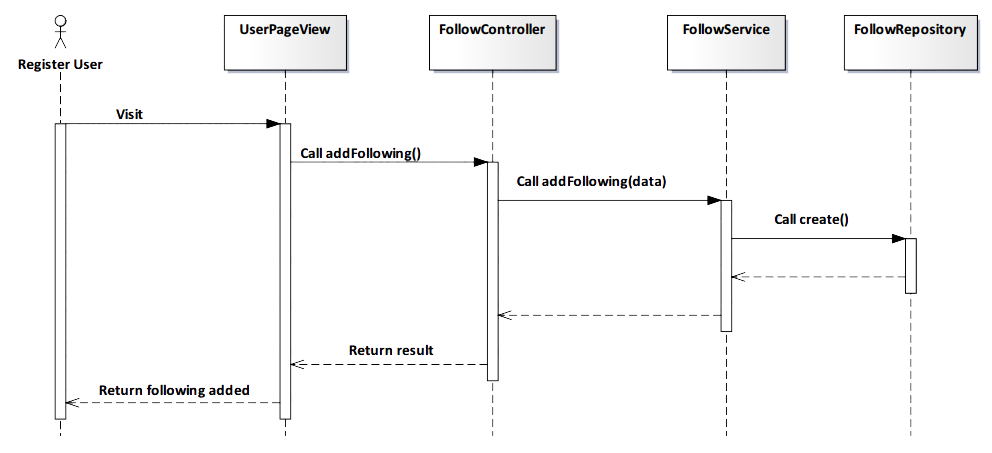 UserPageView
FollowController
FollowService
FollowRepository
Register User
Visit
Call addFollowing()
Call addFollowing(data)
Call create()
Return result
Return following added